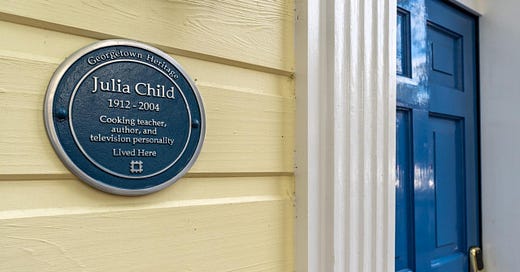 Georgetown Heritage
Julia Child
1912 - 2004
Cooking teacher,
author, and
television personality
Lived Here